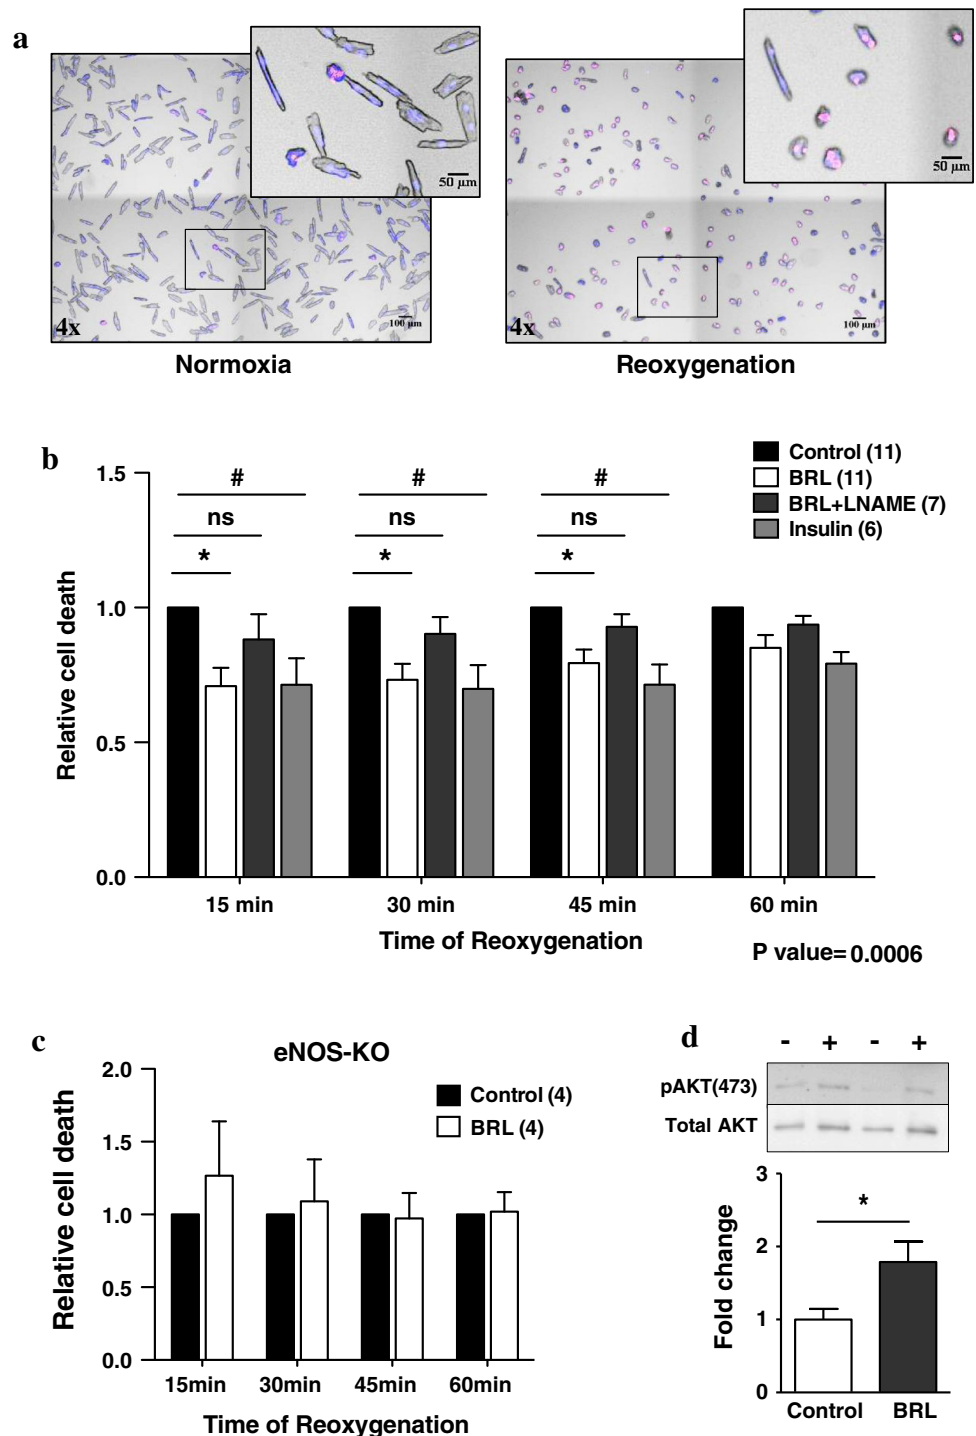 a
50 µm
50 µm
4x
100 µm
4x
100 µm
Normoxia
Reoxygenation
b
Control (11)
BRL (11)
BRL+LNAME (7)
Insulin (6)
1.5
1.0
0.5
0.0
Relative cell death
#
ns
*
#
ns
*
#
ns
*
15 min
30 min
45 min
60 min
Time of Reoxygenation
P value= 0.0006
c
eNOS-KO
Control (4)
BRL (4)
2.0
1.5
1.0
0.5
0.0
Relative cell death
15min
30min
45min
60min
Time of Reoxygenation
d
- + - +
pAKT(473)
Total AKT
3
2
1
0
Fold change
*
Control
BRL